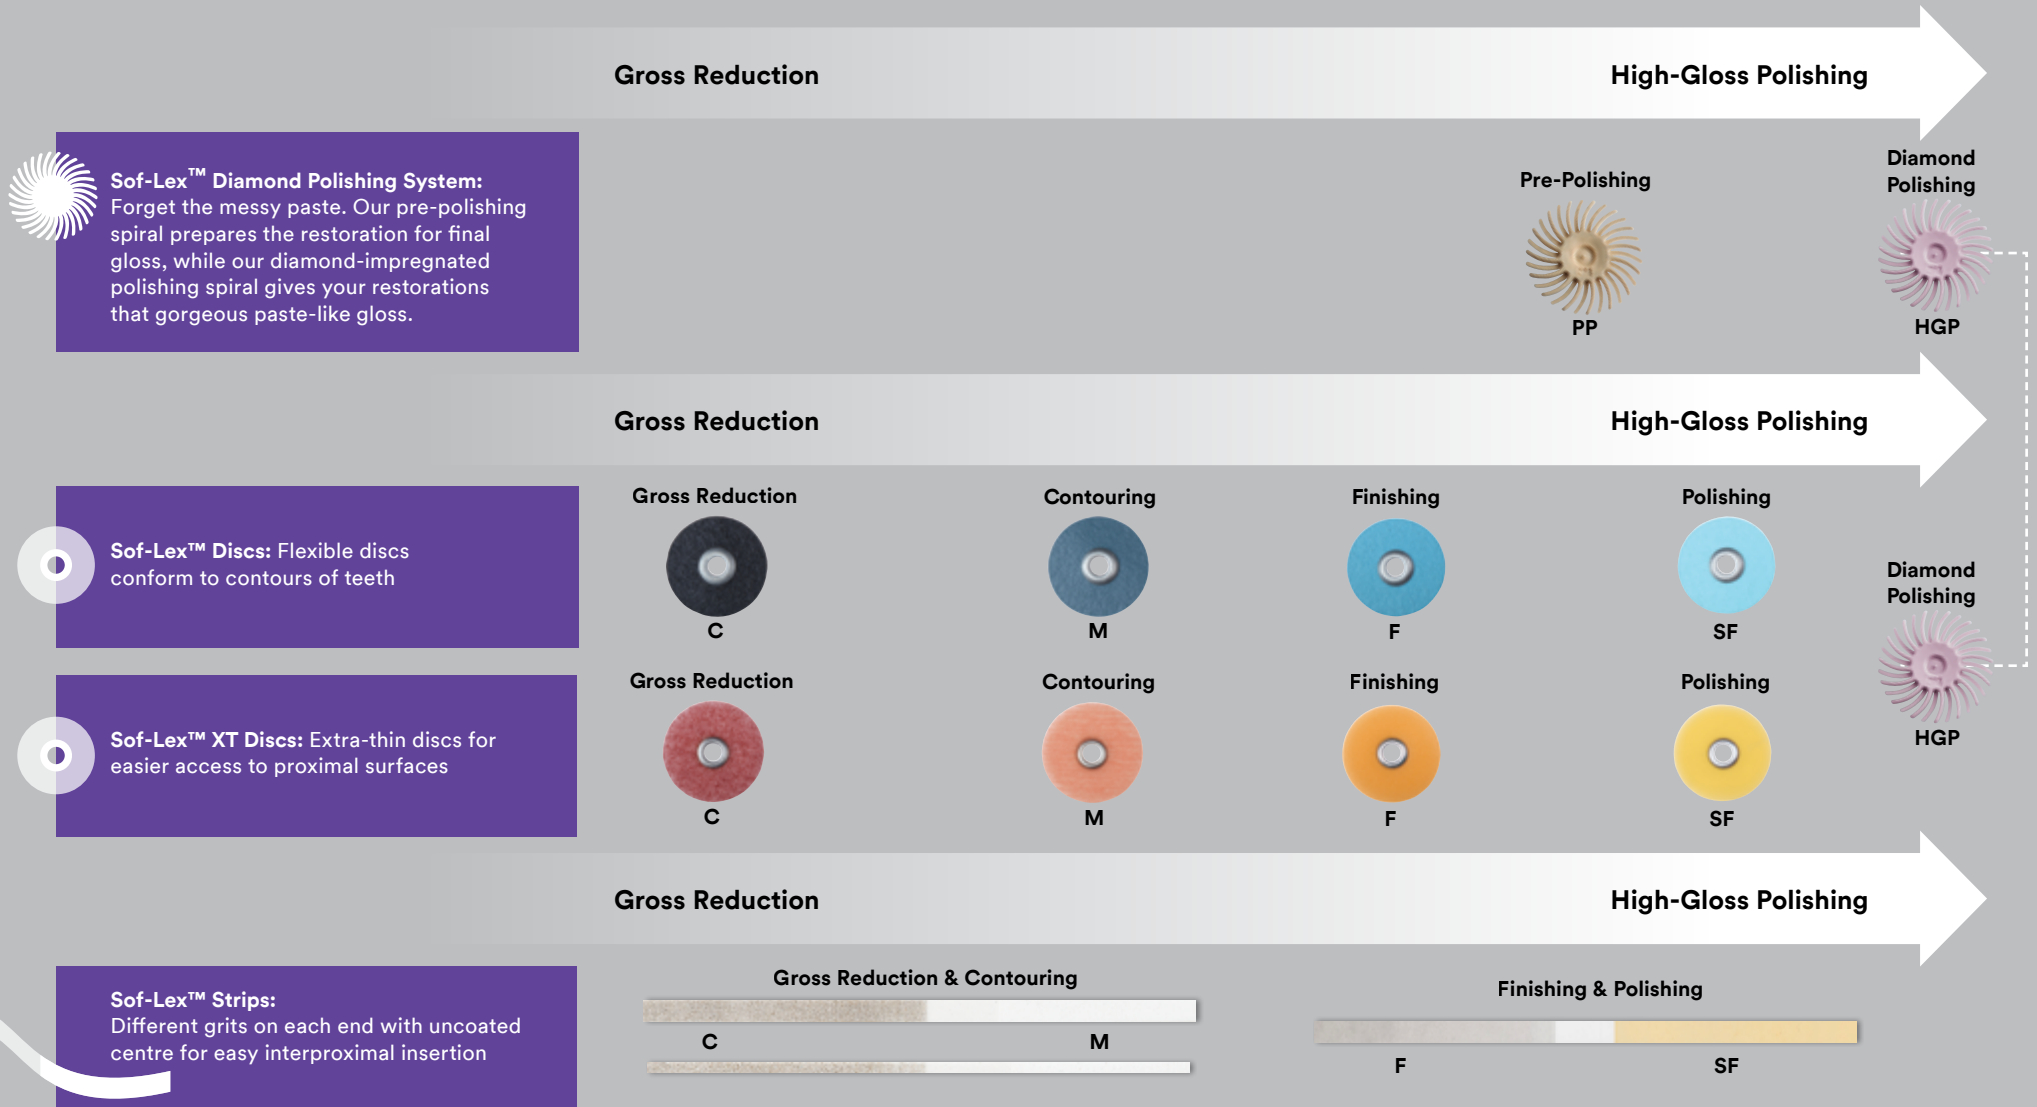 Gross Reduction
High-Gloss Polishing
Sof-Lex™ Diamond Polishing System:
Forget the messy paste. Our pre-polishing
spiral prepares the restoration for final
gloss, while our diamond-impregnated
polishing spiral gives your restorations
that gorgeous paste-like gloss.
Pre-Polishing
PP
Diamond
Polishing
HGP
Gross Reduction
High-Gloss Polishing
Sof-Lex™ Discs: Flexible discs
conform to contours of teeth
Gross Reduction
C
Contouring
M
Finishing
F
Polishing
SF
Diamond
Polishing
HGP
Sof-Lex™ XT Discs: Extra-thin discs for
easier access to proximal surfaces
Gross Reduction
C
Contouring
M
Finishing
F
Polishing
SF
Gross Reduction
High-Gloss Polishing
Sof-Lex™ Strips:
Different grits on each end with uncoated
centre for easy interproximal insertion
Gross Reduction & Contouring
C
M
Finishing & Polishing
F
SF